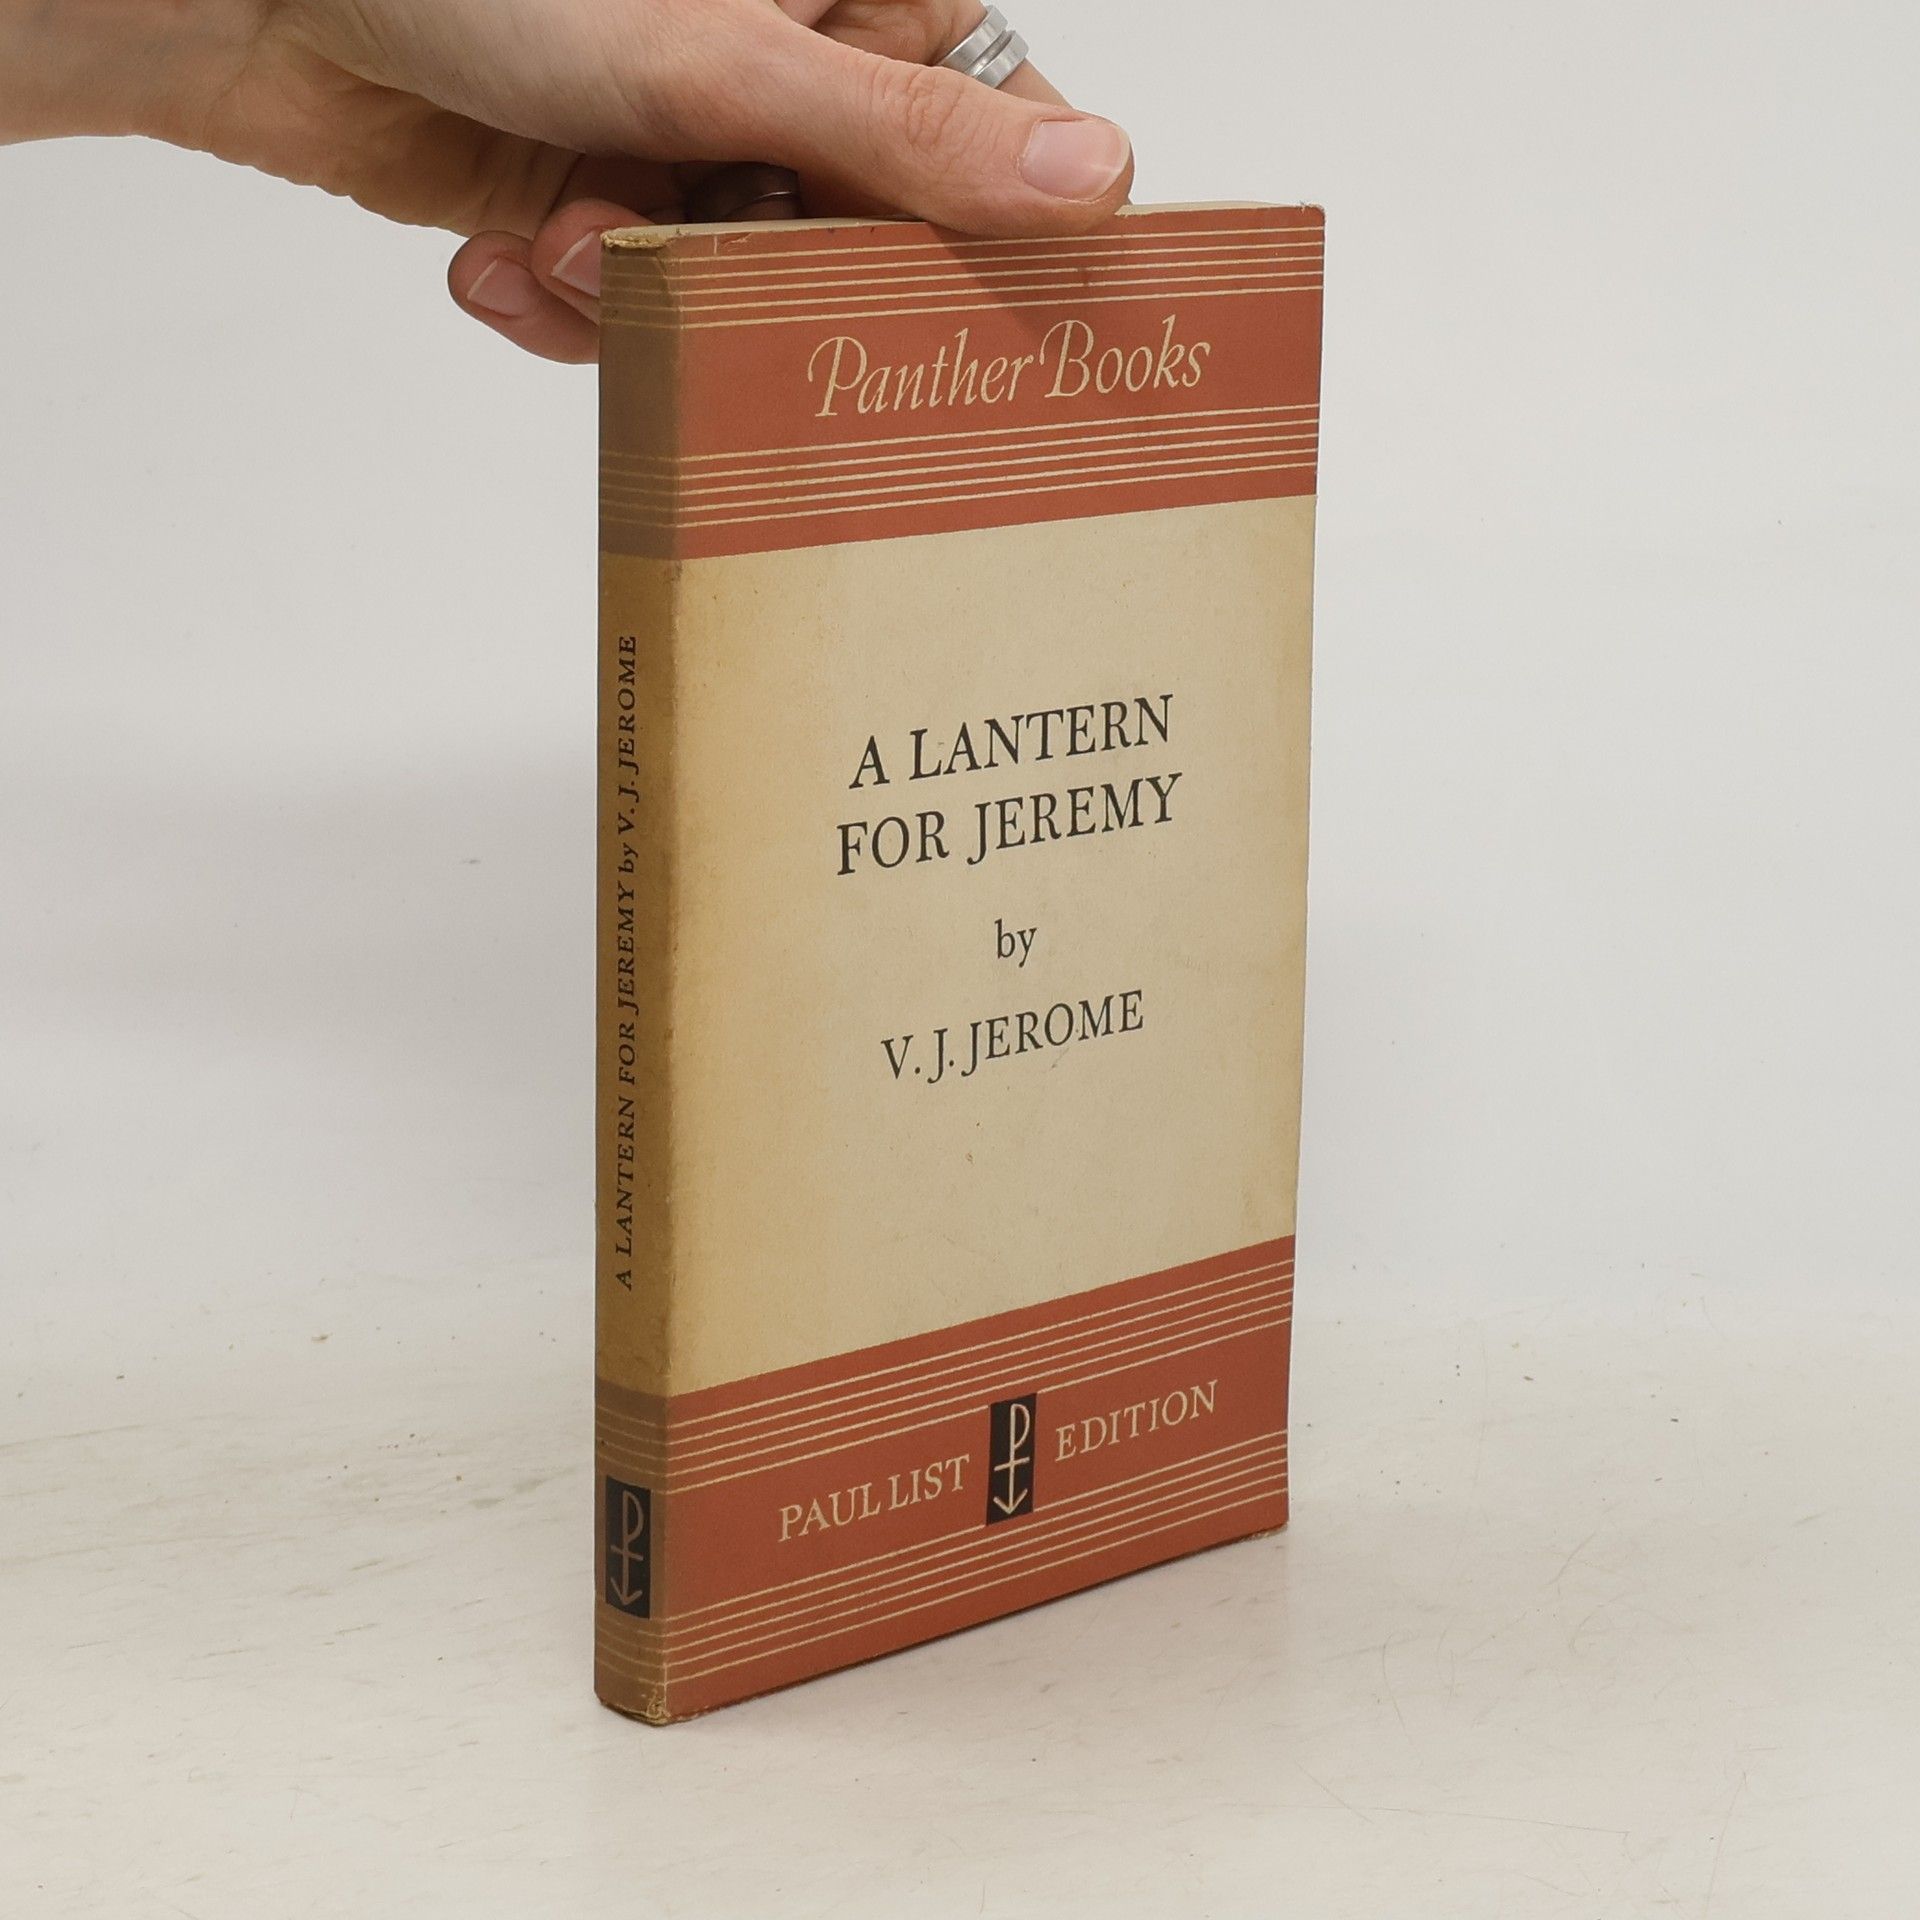 Panther Books
A LANTERN
FOR JEREMY
by
V. J. JEROME
PAUL LIST EDITION
A LANTERN FOR JEREMY by V. J. JEROME